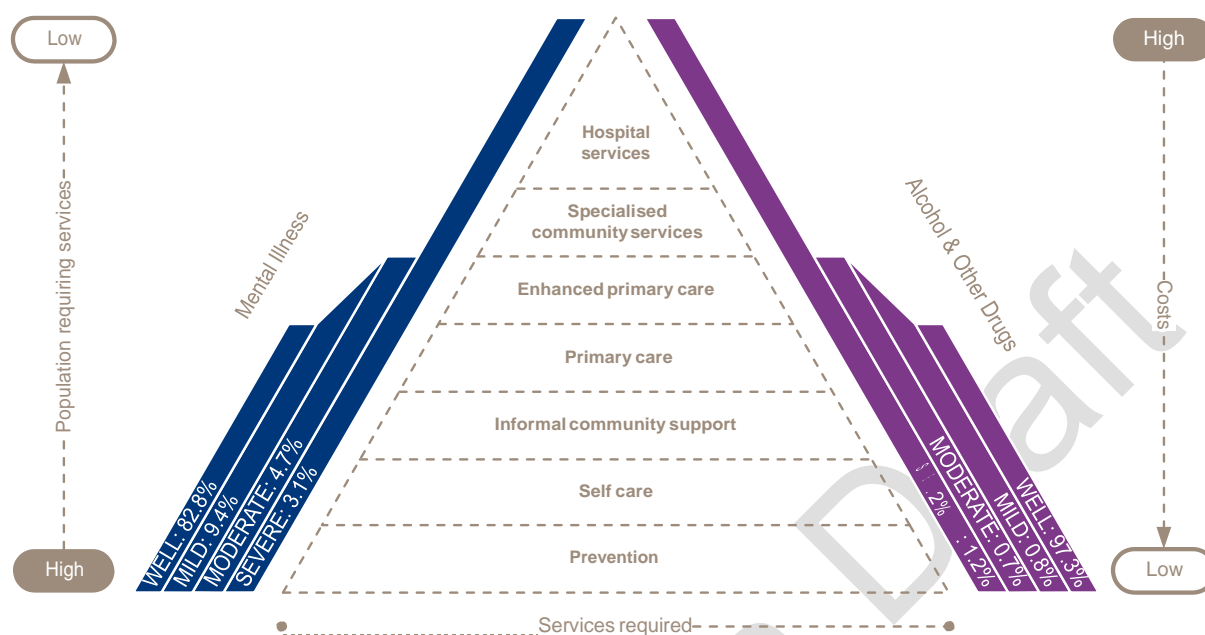 Low
High
Hospital
services
Specialised
community services
Enhanced primary care
Primary care
Informal community support
Self care
Prevention
Population requiring services
Mental Illness
Alcohol & Other Drugs
Costs
WELL: 82.8%
MILD: 9.4%
MODERATE: 4.7%
SEVERE: 3.1%
: 1.2%
MODERATE: 0.7%
MILD: 0.8%
WELL: 97.3%
High
Low
Services required
Draft